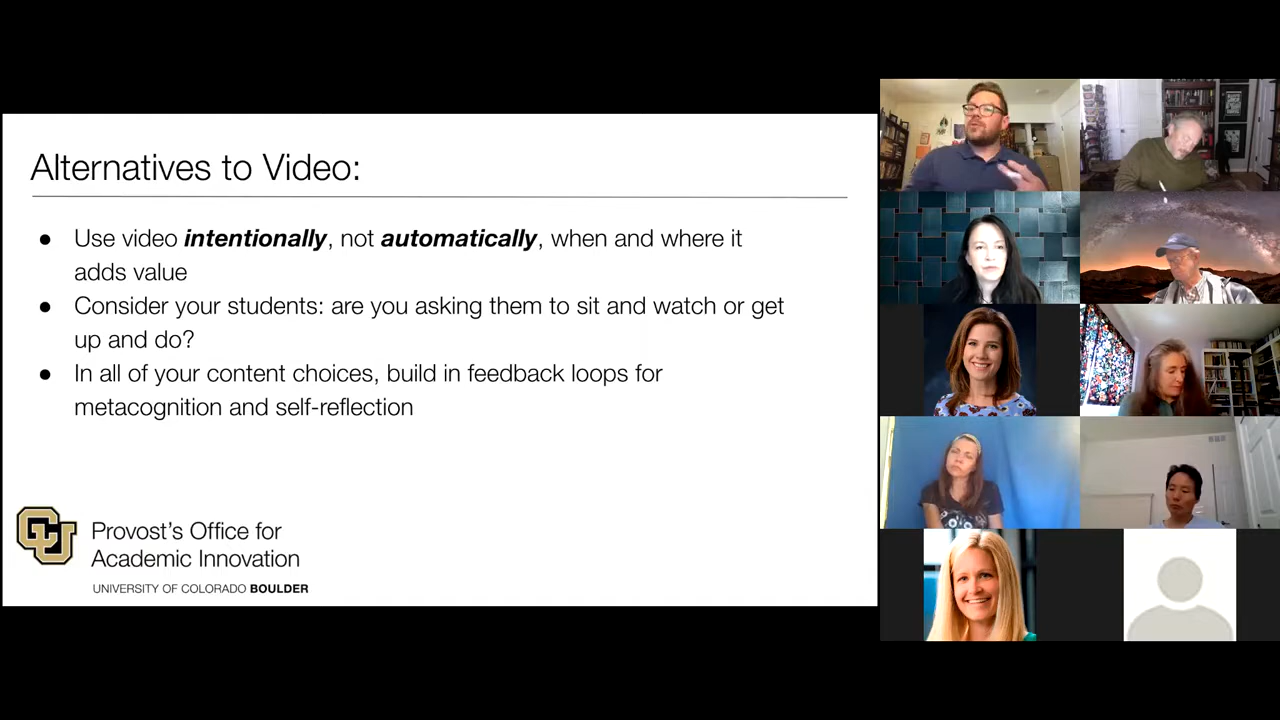 Alternatives to Video:
● Use video intentionally, not automatically, when and where it
adds value
● Consider your students: are you asking them to sit and watch or get
up and do?
● In all of your content choices, build in feedback loops for
metacognition and self-reflection
CU
Provost's Office for
Academic Innovation
UNIVERSITY OF COLORADO BOULDER